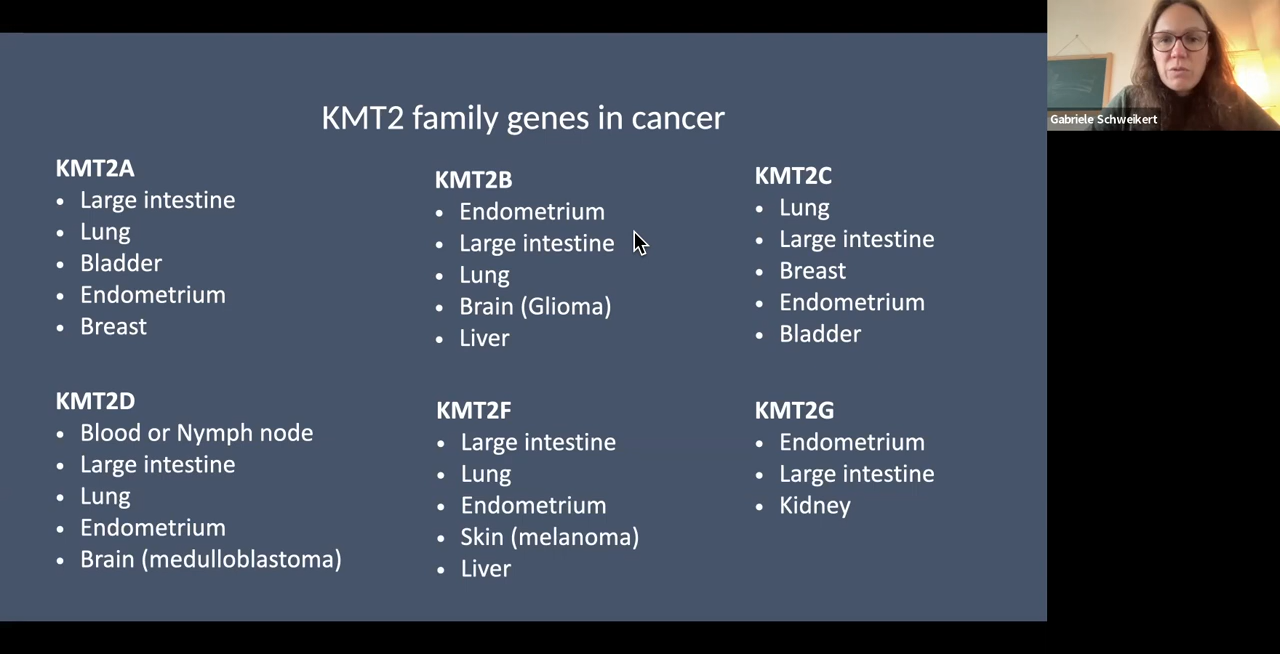 KMT2 family genes in cancer
KMT2A
• Large intestine
• Lung
• Bladder
• Endometrium
• Breast
KMT2B
• Endometrium
• Large intestine
• Lung
• Brain (Glioma)
• Liver
KMT2C
• Lung
• Large intestine
• Breast
• Endometrium
• Bladder
KMT2D
• Blood or Nymph node
• Large intestine
• Lung
• Endometrium
• Brain (medulloblastoma)
KMT2F
• Large intestine
• Lung
• Endometrium
• Skin (melanoma)
• Liver
KMT2G
• Endometrium
• Large intestine
• Kidney
Gabriele Schweikert